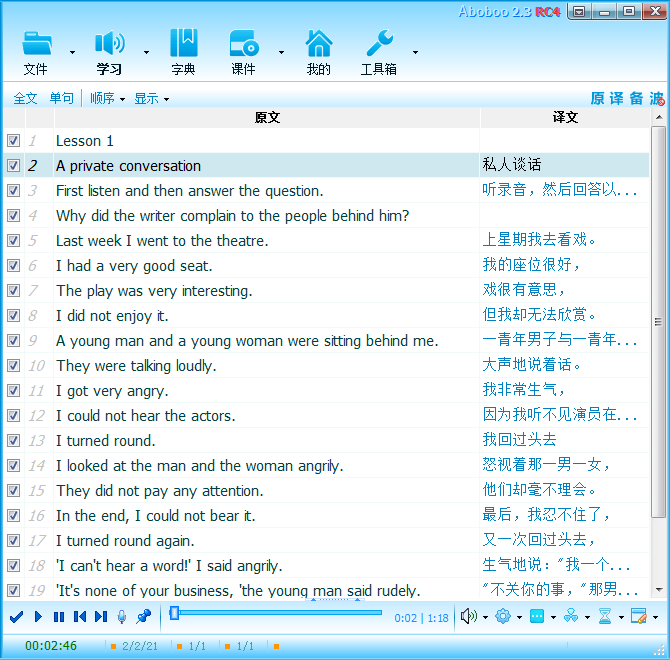 Aboboo 2.3 RC4
文件 学习 字典 课件 我的 工具箱
全文 单句 顺序 显示 原 译 备 波
原文 译文
1 Lesson 1
2 A private conversation 私人谈话
3 First listen and then answer the question. 听录音，然后回答以...
4 Why did the writer complain to the people behind him?
5 Last week I went to the theatre. 上星期我去看戏。
6 I had a very good seat. 我的座位很好，
7 The play was very interesting. 戏很有意思，
8 I did not enjoy it. 但我却无法欣赏。
9 A young man and a young woman were sitting behind me. 一青年男子与一青年...
10 They were talking loudly. 大声地说着话。
11 I got very angry. 我非常生气，
12 I could not hear the actors. 因为我听不见演员在...
13 I turned round. 我回过头去
14 I looked at the man and the woman angrily. 怒视着那一男一女，
15 They did not pay any attention. 他们却毫不理会。
16 In the end, I could not bear it. 最后，我忍不住了，
17 I turned round again. 又一次回过头去，
18 'I can't hear a word!' I said angrily. 生气地说："我一个...
19 'It's none of your business, 'the young man said rudely. "不关你的事，"那男...
0:02 | 1:18
00:02:46 2/2/21 1/1 1/1